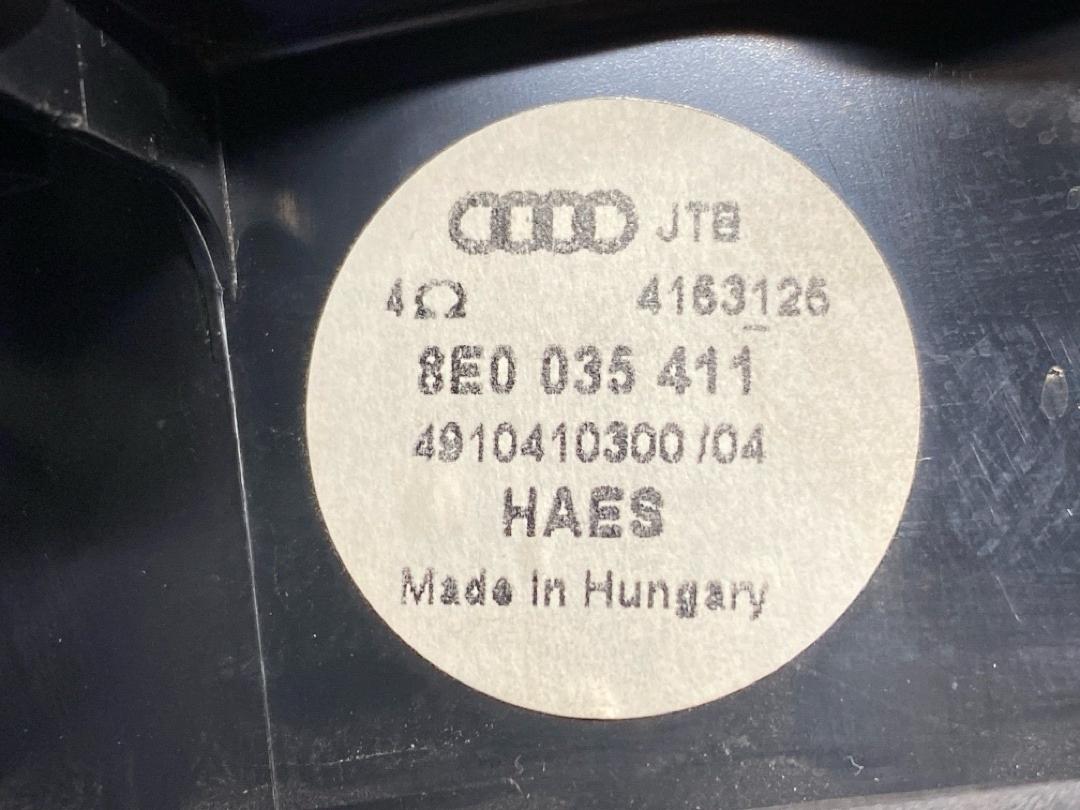 JTB
4Ω 4163126
8E0 035 411
4910410300/04
HAES
Made in Hungary